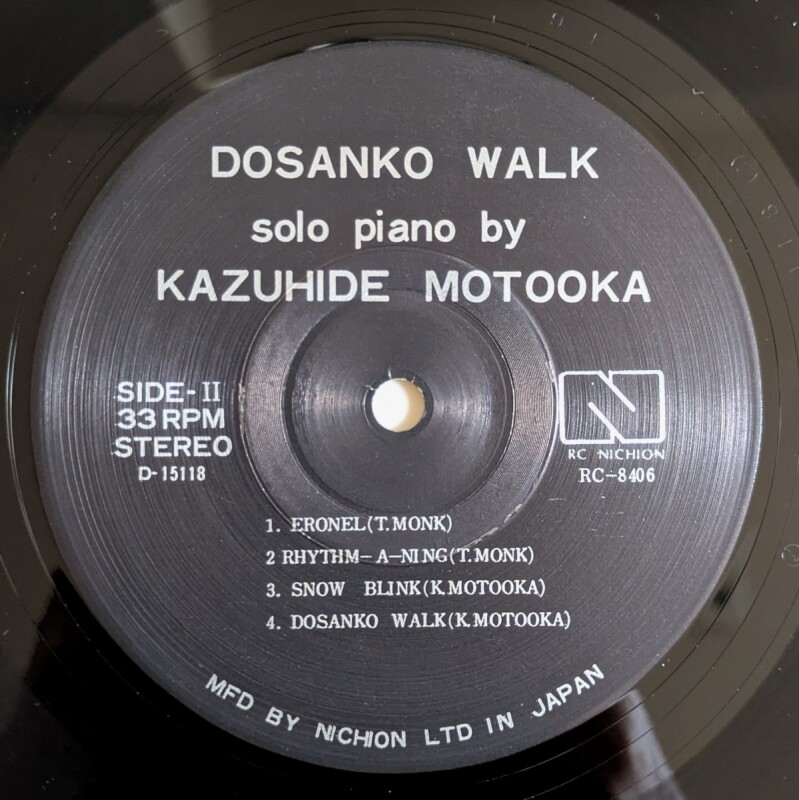 DOSANKO WALK
solo piano by
KAZUHIDE MOTOOKA
SIDE-II
33 RPM
STEREO
D-15118
RC NICHION
RC-8406
1. ERONEL(T.MONK)
2 RHYTHM-A-NING(T.MONK)
3. SNOW BLINK(K.MOTOOKA)
4. DOSANKO WALK(K.MOTOOKA)
MFD BY NICHION LTD IN JAPAN